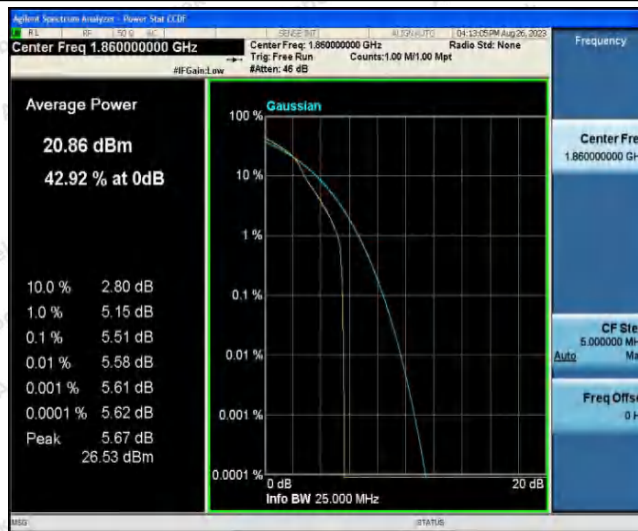 Agilent Spectrum Analyzer - Power Stat CCDF
RL RF 50 Ω AC SENSE:INT ALIGNAUTO 04:13:05 PM Aug 26, 2023
Center Freq 1.860000000 GHz
Center Freq: 1.860000000 GHz
Radio Std: None
Trig: Free Run
Counts:1.00 M/1.00 Mpt
#IFGain:Low
#Atten: 46 dB
Frequency
Average Power
20.86 dBm
42.92 % at 0dB
10.0 % 2.80 dB
1.0 % 5.15 dB
0.1 % 5.51 dB
0.01 % 5.58 dB
0.001 % 5.61 dB
0.0001 % 5.62 dB
Peak 5.67 dB
26.53 dBm
Gaussian
100 %
10 %
1 %
0.1 %
0.01 %
0.001 %
0.0001 %
0 dB
20 dB
Info BW 25.000 MHz
Center Fre
1.860000000 GH
CF Ste
5.000000 MH
Auto Ma
Freq Offse
0 H
MSG
STATUS